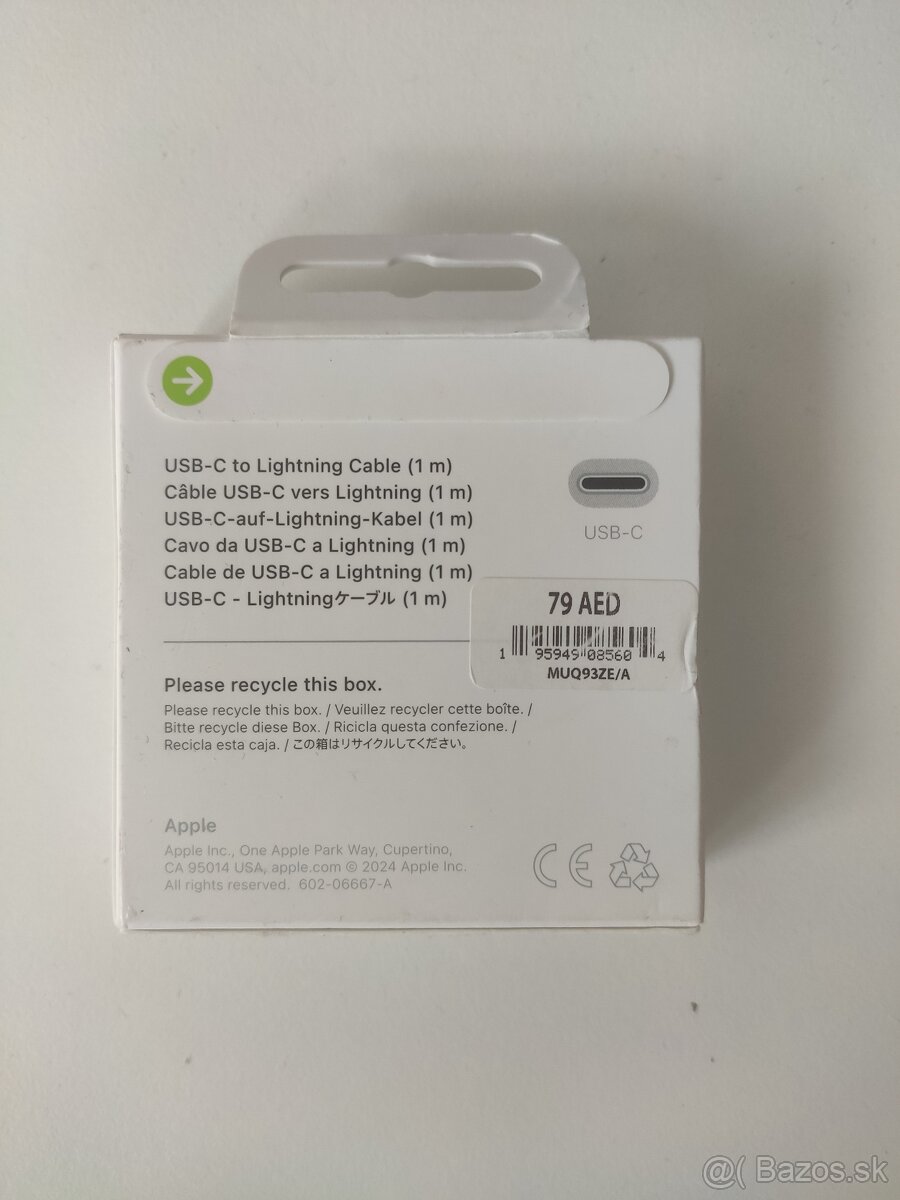 USB-C to Lightning Cable (1 m)
Câble USB-C vers Lightning (1 m)
USB-C-auf-Lightning-Kabel (1 m)
Cavo da USB-C a Lightning (1 m)
Cable de USB-C a Lightning (1 m)
USB-C - Lightningケーブル (1 m)
USB-C
79 AED
1 95949 08560 4
MUQ93ZE/A
Please recycle this box.
Please recycle this box. / Veuillez recycler cette boîte. /
Bitte recycle diese Box. / Ricicla questa confezione. /
Recicla esta caja. / この箱はリサイクルしてください。
Apple
Apple Inc., One Apple Park Way, Cupertino,
CA 95014 USA, apple.com © 2024 Apple Inc.
All rights reserved. 602-06667-A
CE
@( Bazos.sk